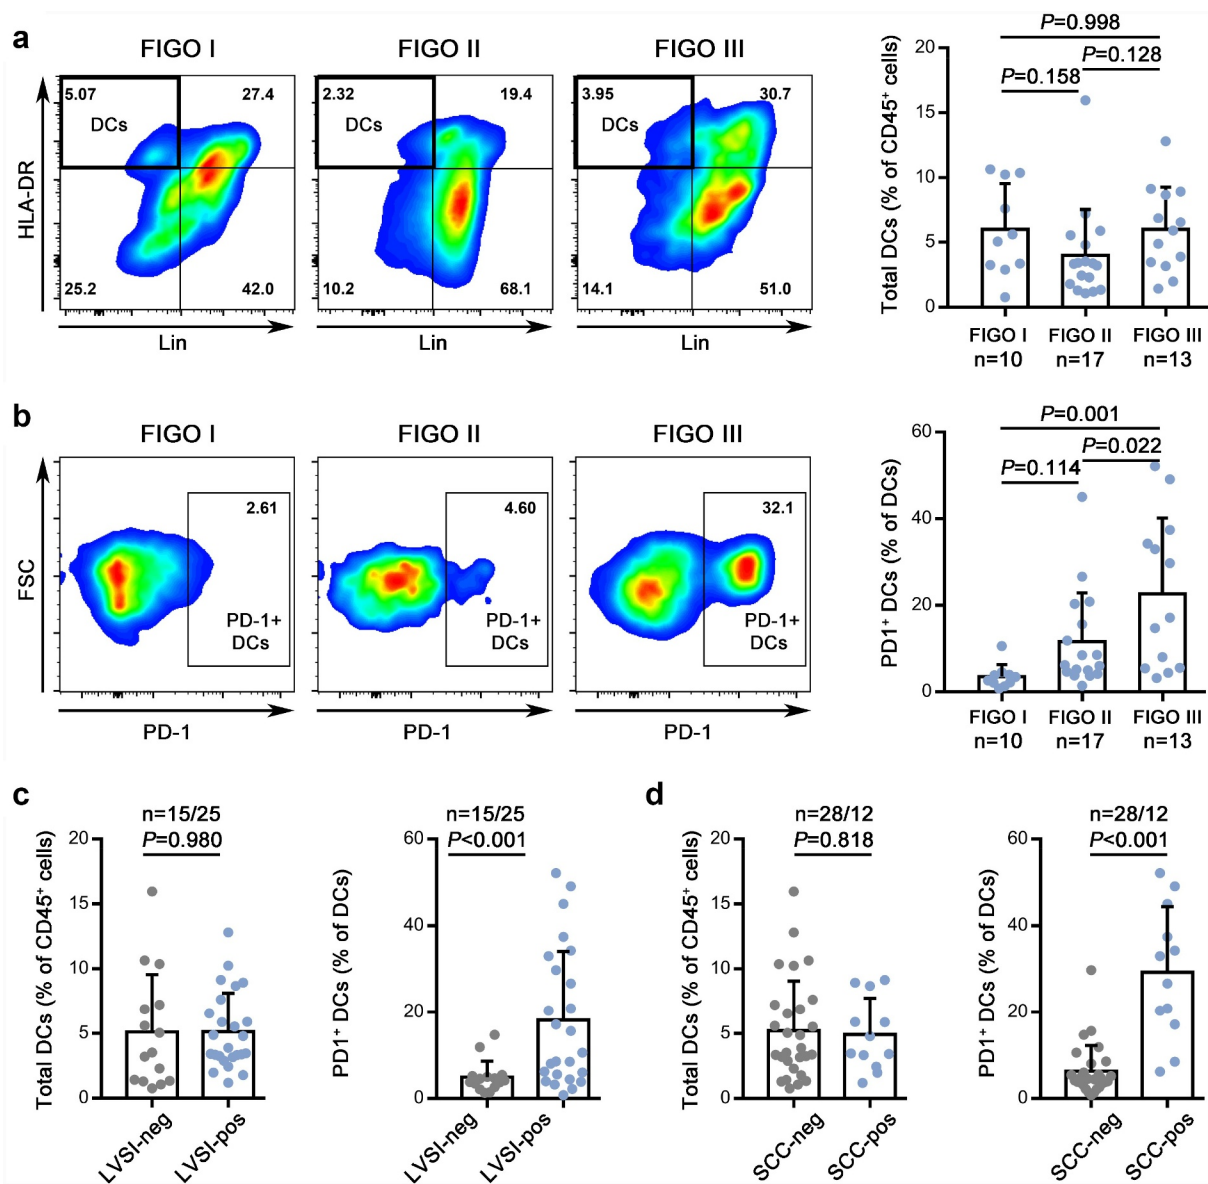 a
FIGO I
FIGO II
FIGO III
5.07
27.4
DCs
25.2
42.0
2.32
19.4
DCs
10.2
68.1
3.95
30.7
DCs
14.1
51.0
HLA-DR
Lin
Lin
Lin
P=0.998
P=0.128
P=0.158
Total DCs (% of CD45⁺ cells)
20
15
10
5
0
FIGO I
n=10
FIGO II
n=17
FIGO III
n=13
b
FIGO I
FIGO II
FIGO III
2.61
PD-1+
DCs
4.60
PD-1+
DCs
32.1
PD-1+
DCs
FSC
PD-1
PD-1
PD-1
P=0.001
P=0.022
P=0.114
PD1⁺ DCs (% of DCs)
60
40
20
0
FIGO I
n=10
FIGO II
n=17
FIGO III
n=13
c
n=15/25
P=0.980
Total DCs (% of CD45⁺ cells)
20
15
10
5
0
LVSI-neg
LVSI-pos
n=15/25
P<0.001
PD1⁺ DCs (% of DCs)
60
40
20
0
LVSI-neg
LVSI-pos
d
n=28/12
P=0.818
Total DCs (% of CD45⁺ cells)
20
15
10
5
0
SCC-neg
SCC-pos
n=28/12
P<0.001
PD1⁺ DCs (% of DCs)
60
40
20
0
SCC-neg
SCC-pos